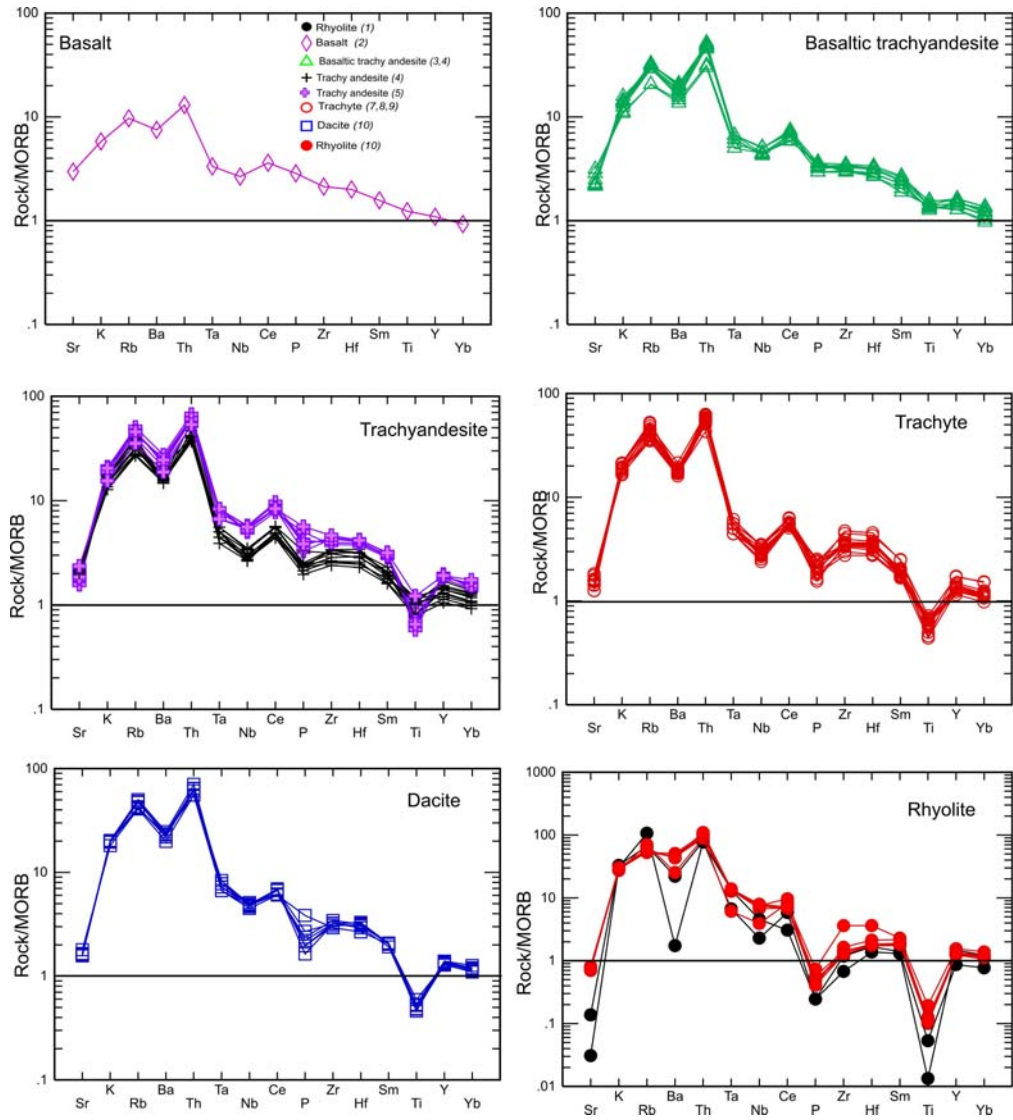 Basalt
Rhyolite (1)
Basalt (2)
Basaltic trachy andesite (3,4)
Trachy andesite (4)
Trachy andesite (5)
Trachyte (7,8,9)
Dacite (10)
Rhyolite (10)
100
10
1
.1
Rock/MORB
K Ba Ta Ce Zr Sm Y
Sr Rb Th Nb P Hf Ti Yb
Basaltic trachyandesite
100
10
1
.1
Rock/MORB
K Ba Ta Ce Zr Sm Y
Sr Rb Th Nb P Hf Ti Yb
Trachyandesite
100
10
1
.1
Rock/MORB
K Ba Ta Ce Zr Sm Y
Sr Rb Th Nb P Hf Ti Yb
Trachyte
100
10
1
.1
Rock/MORB
K Ba Ta Ce Zr Sm Y
Sr Rb Th Nb P Hf Ti Yb
Dacite
100
10
1
.1
Rock/MORB
K Ba Ta Ce Zr Sm Y
Sr Rb Th Nb P Hf Ti Yb
Rhyolite
1000
100
10
1
.1
.01
Rock/MORB
K Ba Ta Ce Zr Sm Y
Sr Rb Th Nb P Hf Ti Yb